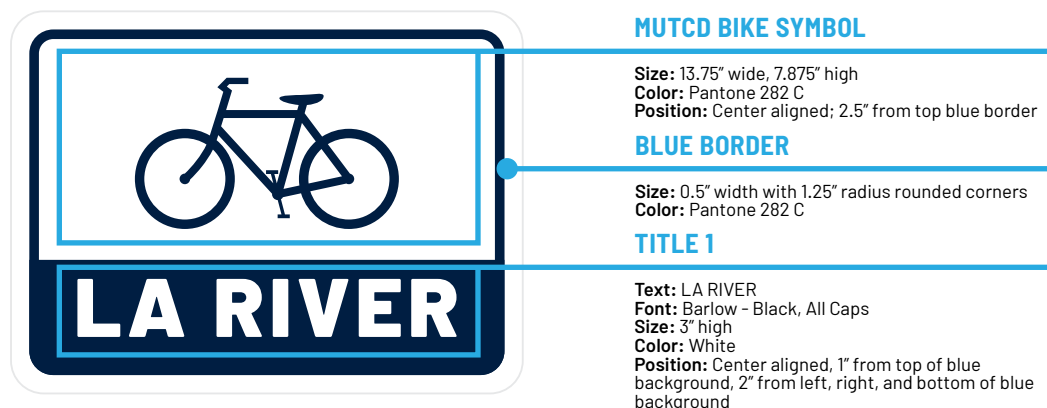 LA RIVER
MUTCD BIKE SYMBOL
Size: 13.75” wide, 7.875” high
Color: Pantone 282 C
Position: Center aligned; 2.5” from top blue border
BLUE BORDER
Size: 0.5” width with 1.25” radius rounded corners
Color: Pantone 282 C
TITLE 1
Text: LA RIVER
Font: Barlow - Black, All Caps
Size: 3” high
Color: White
Position: Center aligned, 1” from top of blue
background, 2” from left, right, and bottom of blue
background